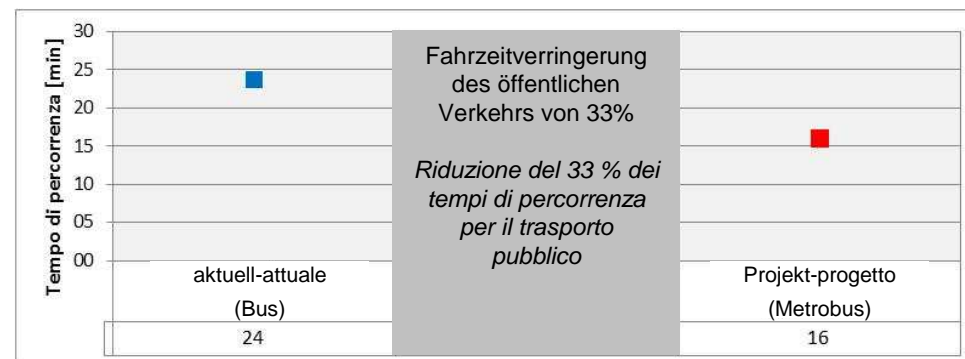 Tempo di percorrenza [min]
30
25
20
15
10
05
00
Fahrzeitverringerung
des öffentlichen
Verkehrs von 33%
Riduzione del 33 % dei
tempi di percorrenza
per il trasporto
pubblico
aktuell-attuale
(Bus)
24
Projekt-progetto
(Metrobus)
16